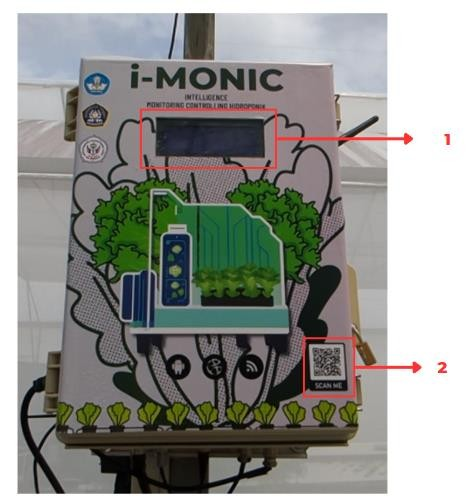 i-MONIC
INTELLIGENCE
MONITORING CONTROLLING HIDROPONIK
1
2
SCAN ME